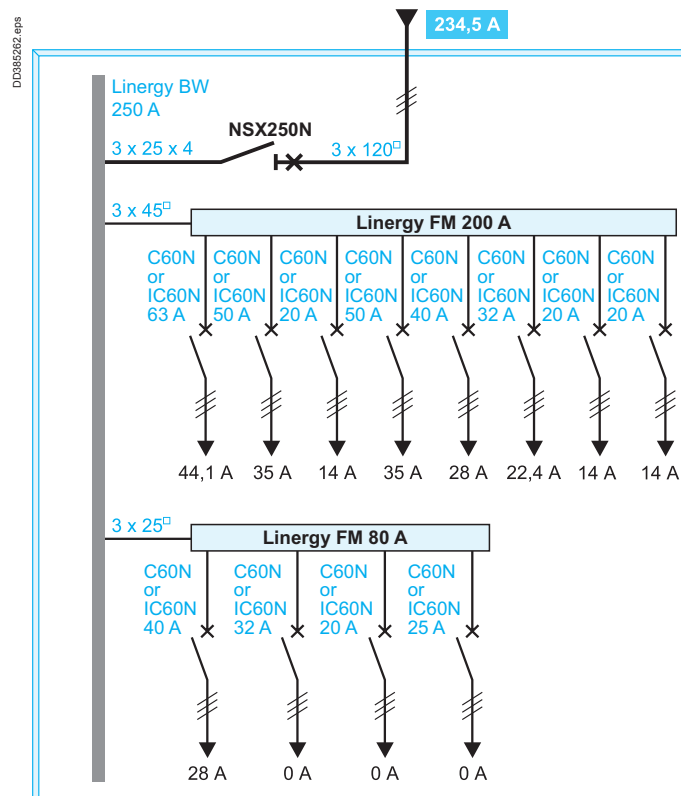 DD385262.eps
234,5 A
Linergy BW
250 A
NSX250N
3 x 25 x 4
3 x 120□
3 x 45□
Linergy FM 200 A
C60N C60N C60N C60N C60N C60N C60N C60N
or or or or or or or or
IC60N IC60N IC60N IC60N IC60N IC60N IC60N IC60N
63 A 50 A 20 A 50 A 40 A 32 A 20 A 20 A
44,1 A 35 A 14 A 35 A 28 A 22,4 A 14 A 14 A
3 x 25□
Linergy FM 80 A
C60N C60N C60N C60N
or or or or
IC60N IC60N IC60N IC60N
40 A 32 A 20 A 25 A
28 A 0 A 0 A 0 A